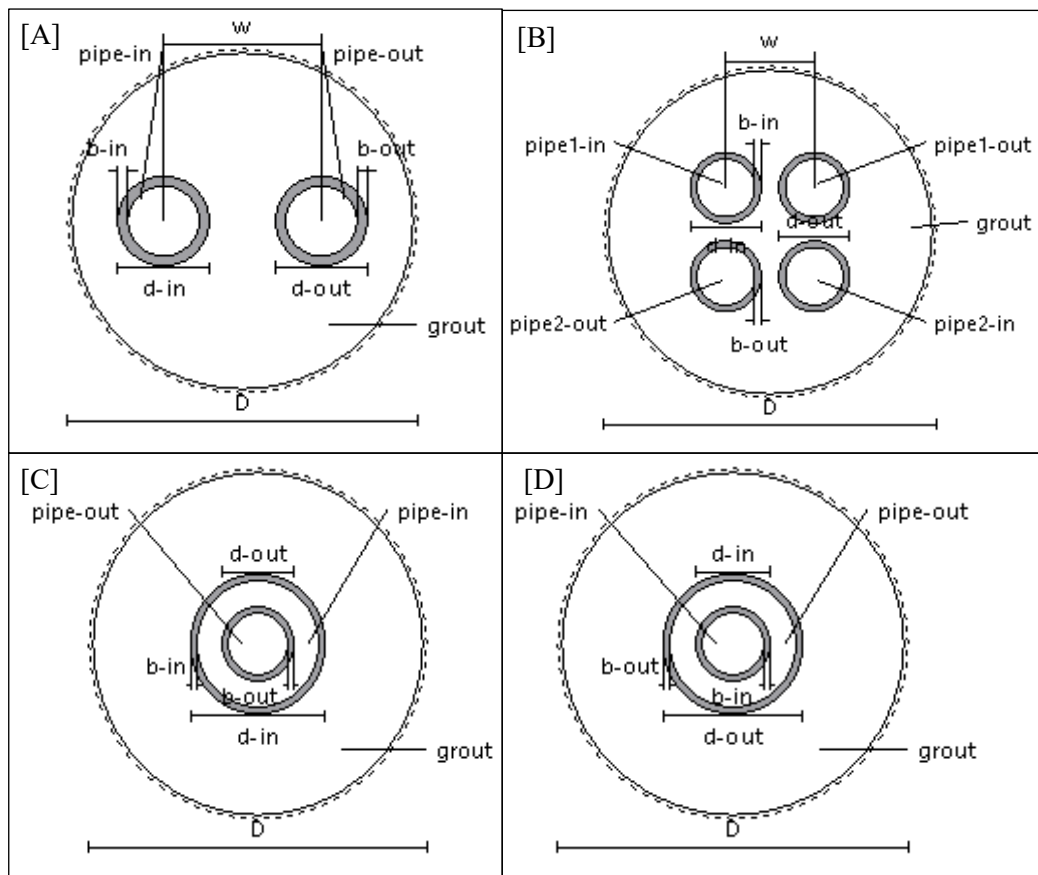 [A]
w
pipe-in
pipe-out
b-in
b-out
d-in
d-out
grout
D
[B]
w
b-in
pipe1-in
pipe1-out
d-out
grout
d-in
pipe2-out
pipe2-in
b-out
D
[C]
pipe-out
pipe-in
d-out
b-in
b-out
d-in
grout
D
[D]
pipe-in
pipe-out
d-in
b-out
b-in
d-out
grout
D